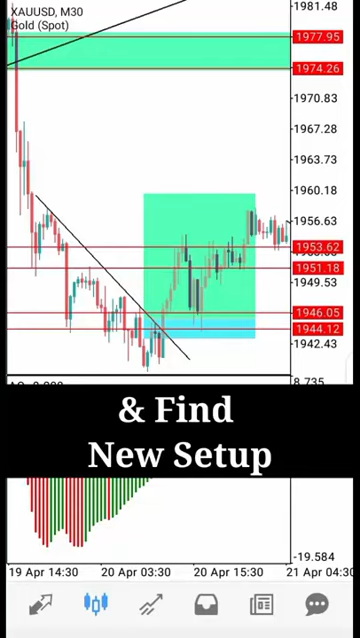 XAUUSD, M30
Gold (Spot)
1981.48
1977.95
1974.26
1970.83
1967.28
1963.73
1960.18
1956.63
1953.62
1951.18
1949.53
1946.05
1944.12
1942.43
8.735
& Find
New Setup
-19.584
19 Apr 14:30
20 Apr 03:30
20 Apr 15:30
21 Apr 04:30